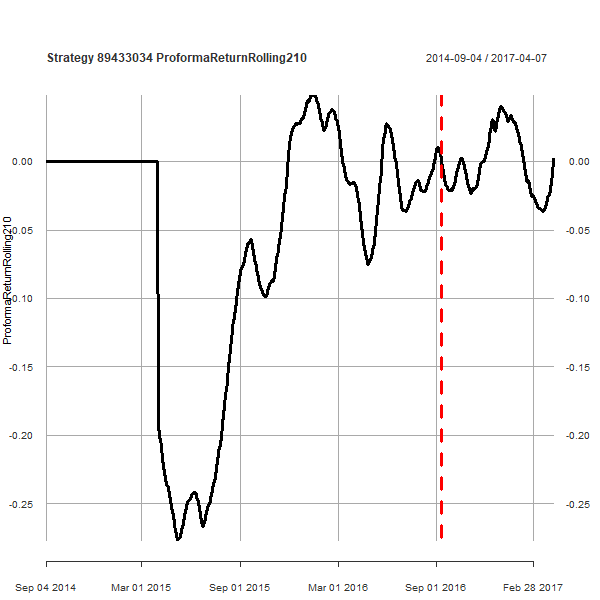 Strategy 89433034 ProformaReturnRolling210
2014-09-04 / 2017-04-07
ProformaReturnRolling210
0.00
0.00
-0.05
-0.05
-0.10
-0.10
-0.15
-0.15
-0.20
-0.20
-0.25
-0.25
Sep 04 2014
Mar 01 2015
Sep 01 2015
Mar 01 2016
Sep 01 2016
Feb 28 2017